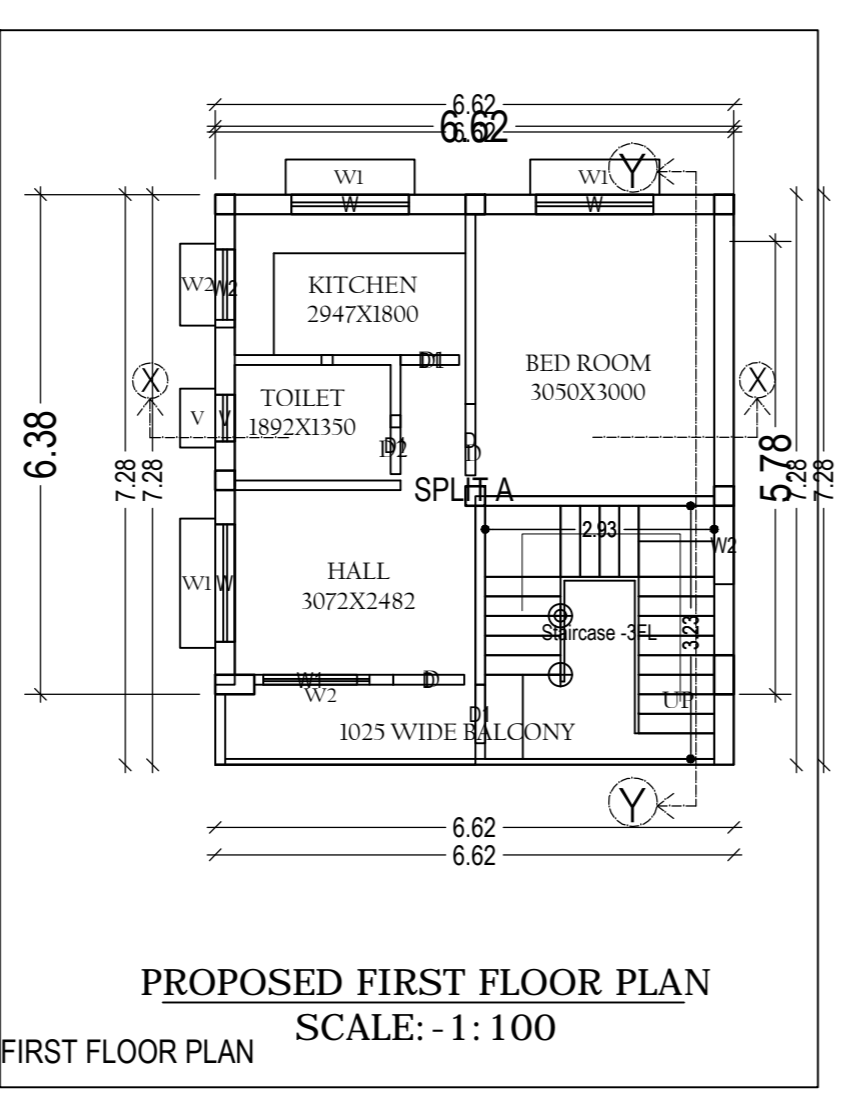 6.62
6.62
6.62
Y
W1
W1
W
W
W2
W2
KITCHEN
2947X1800
D1
BED ROOM
3050X3000
X
X
TOILET
1892X1350
V
V
D1
D2
D
D
6.38
7.28
7.28
5.78
7.28
7.28
SPLIT A
2.93
W2
HALL
3072X2482
W1
W
Staircase -3FL
3.23
W1
W2
D
D1
UP
1025 WIDE BALCONY
Y
6.62
6.62
PROPOSED FIRST FLOOR PLAN
SCALE:-1:100
FIRST FLOOR PLAN